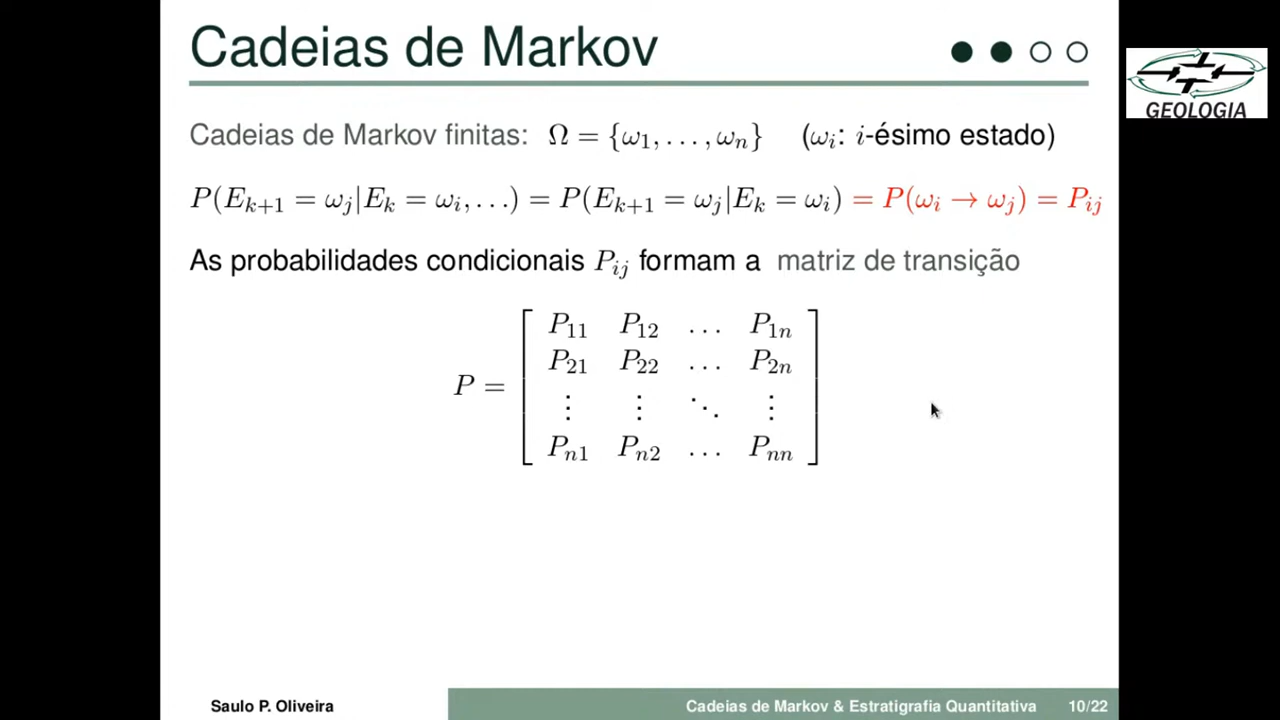 Cadeias de Markov
GEOLOGIA
Cadeias de Markov finitas: Ω = {ω₁, . . . , ωₙ} (ωᵢ: i-ésimo estado)
P(Eₖ₊₁ = ωⱼ|Eₖ = ωᵢ, . . .) = P(Eₖ₊₁ = ωⱼ|Eₖ = ωᵢ) = P(ωᵢ → ωⱼ) = Pᵢⱼ
As probabilidades condicionais Pᵢⱼ formam a matriz de transição
P₁₁ P₁₂ . . . P₁ₙ
P₂₁ P₂₂ . . . P₂ₙ
P =
⋮ ⋮ ⋱ ⋮
Pₙ₁ Pₙ₂ . . . Pₙₙ
Saulo P. Oliveira
Cadeias de Markov & Estratigrafia Quantitativa 10/22